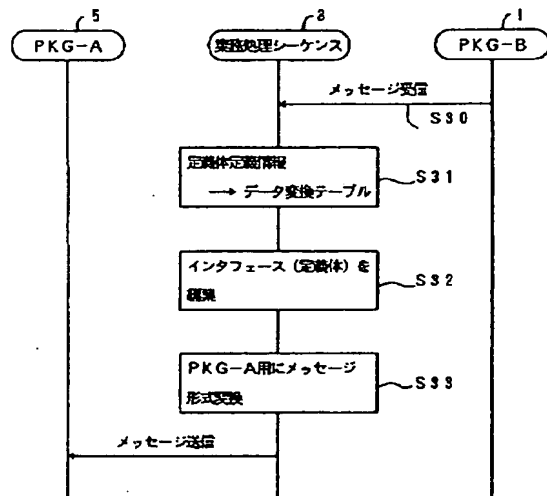 5
3
1
PKG-A
業務処理シーケンス
PKG-B
メッセージ受信
S30
定義体定義情報
→ データ変換テーブル
S31
インタフェース (定義体) を
S32
PKG-A用にメッセージ
形式変換
S33
メッセージ送信